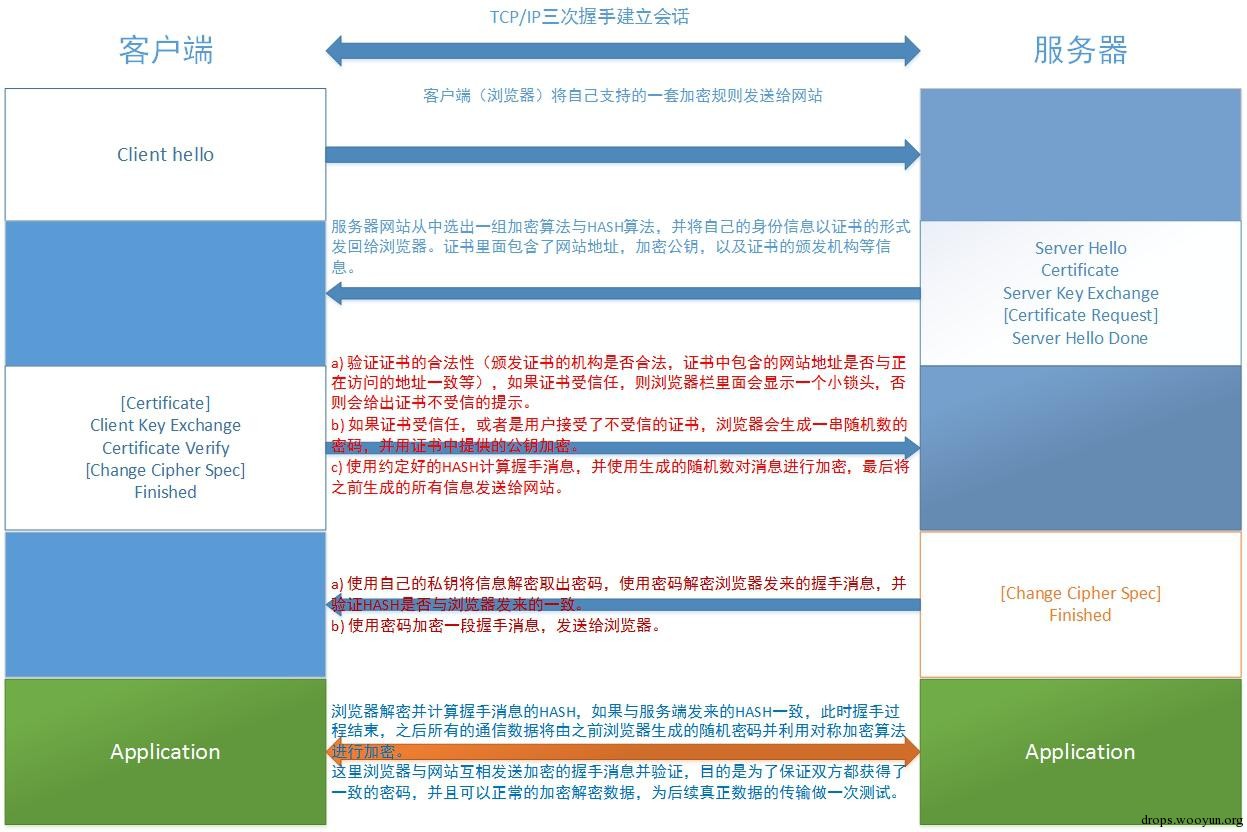 TCP/IP三次握手建立会话
客户端
服务器
客户端（浏览器）将自己支持的一套加密规则发送给网站
Client hello
服务器网站从中选出一组加密算法与HASH算法，并将自己的身份信息以证书的形式
发回给浏览器。证书里面包含了网站地址，加密公钥，以及证书的颁发机构等信
息。
Server Hello
Certificate
Server Key Exchange
[Certificate Request]
Server Hello Done
a) 验证证书的合法性（颁发证书的机构是否合法，证书中包含的网站地址是否与正
在访问的地址一致等），如果证书受信任，则浏览器栏里面会显示一个小锁头，否
则会给出证书不受信的提示。
b) 如果证书受信任，或者是用户接受了不受信的证书，浏览器会生成一串随机数的
密码，并用证书中提供的公钥加密。
c) 使用约定好的HASH计算握手消息，并使用生成的随机数对消息进行加密，最后将
之前生成的所有信息发送给网站。
[Certificate]
Client Key Exchange
Certificate Verify
[Change Cipher Spec]
Finished
a) 使用自己的私钥将信息解密取出密码，使用密码解密浏览器发来的握手消息，并
验证HASH是否与浏览器发来的一致。
b) 使用密码加密一段握手消息，发送给浏览器。
[Change Cipher Spec]
Finished
Application
浏览器解密并计算握手消息的HASH，如果与服务端发来的HASH一致，此时握手过
程结束，之后所有的通信数据将由之前浏览器生成的随机密码并利用对称加密算法
进行加密。
这里浏览器与网站互相发送加密的握手消息并验证，目的是为了保证双方都获得了
一致的密码，并且可以正常的加密解密数据，为后续真正数据的传输做一次测试。
Application
drops.wooyun.org